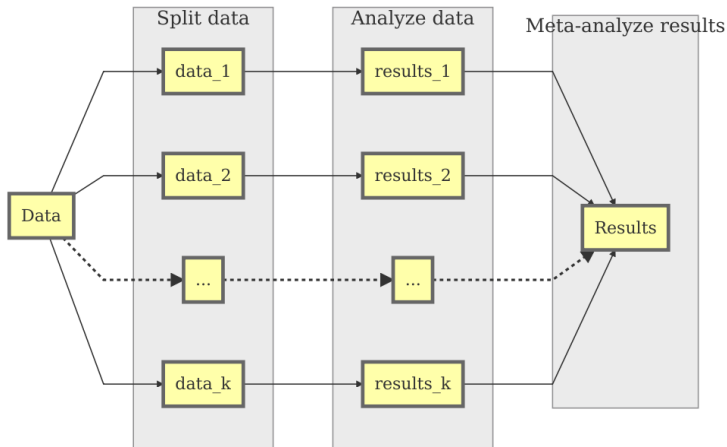 Split data
Analyze data
Meta-analyze results
data_1
results_1
data_2
results_2
Data
Results
...
...
data_k
results_k